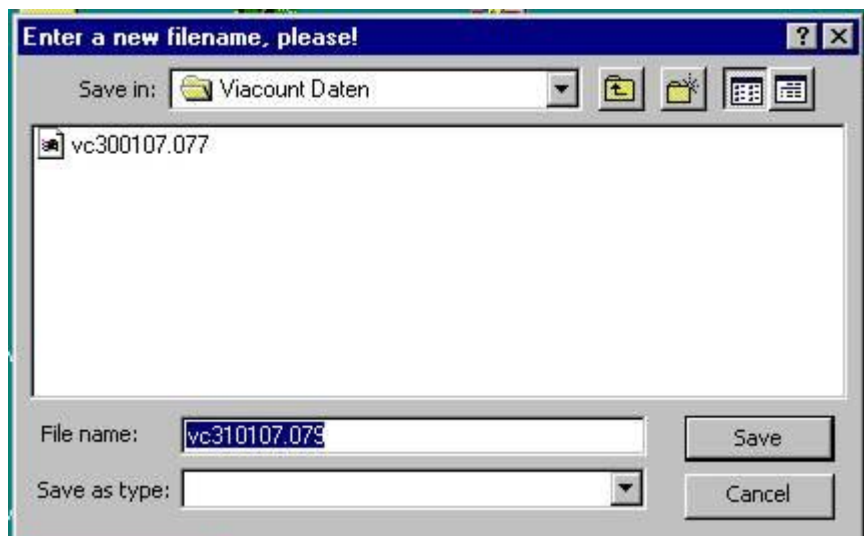 Enter a new filename, please!
Save in: Viacount Daten
vc300107.077
File name: vc310107.079
Save
Save as type:
Cancel